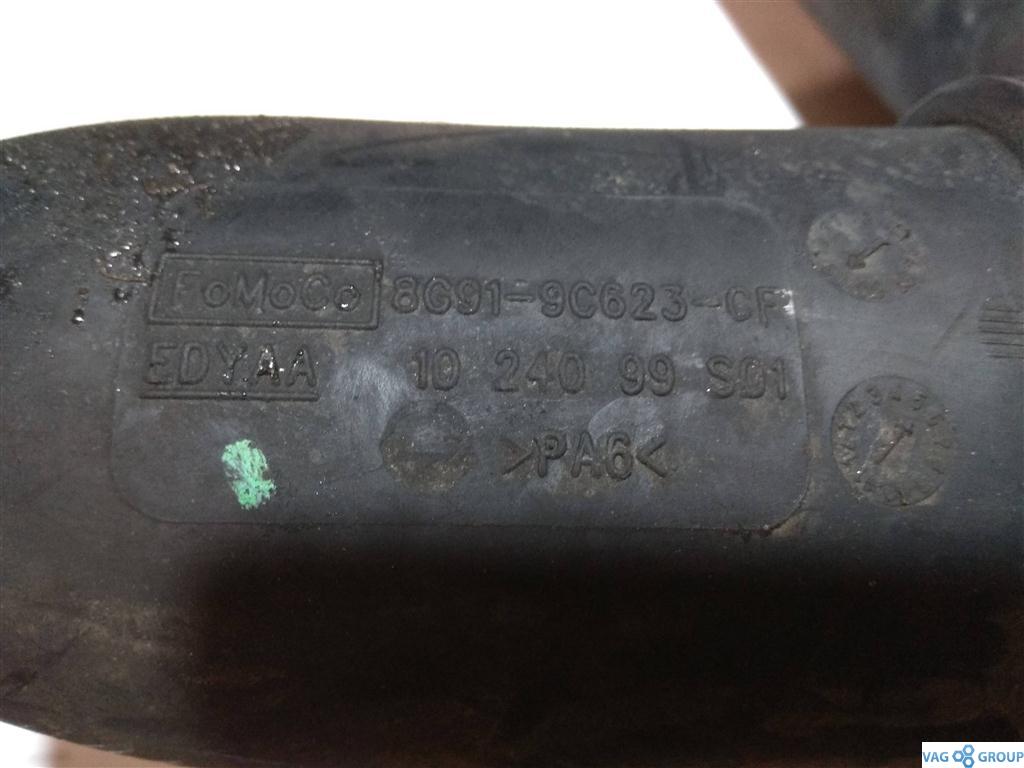 FoMoCo 8G91-9C623-CF
EDYAA 10 240 99 S01
>PA6<
VAG GROUP